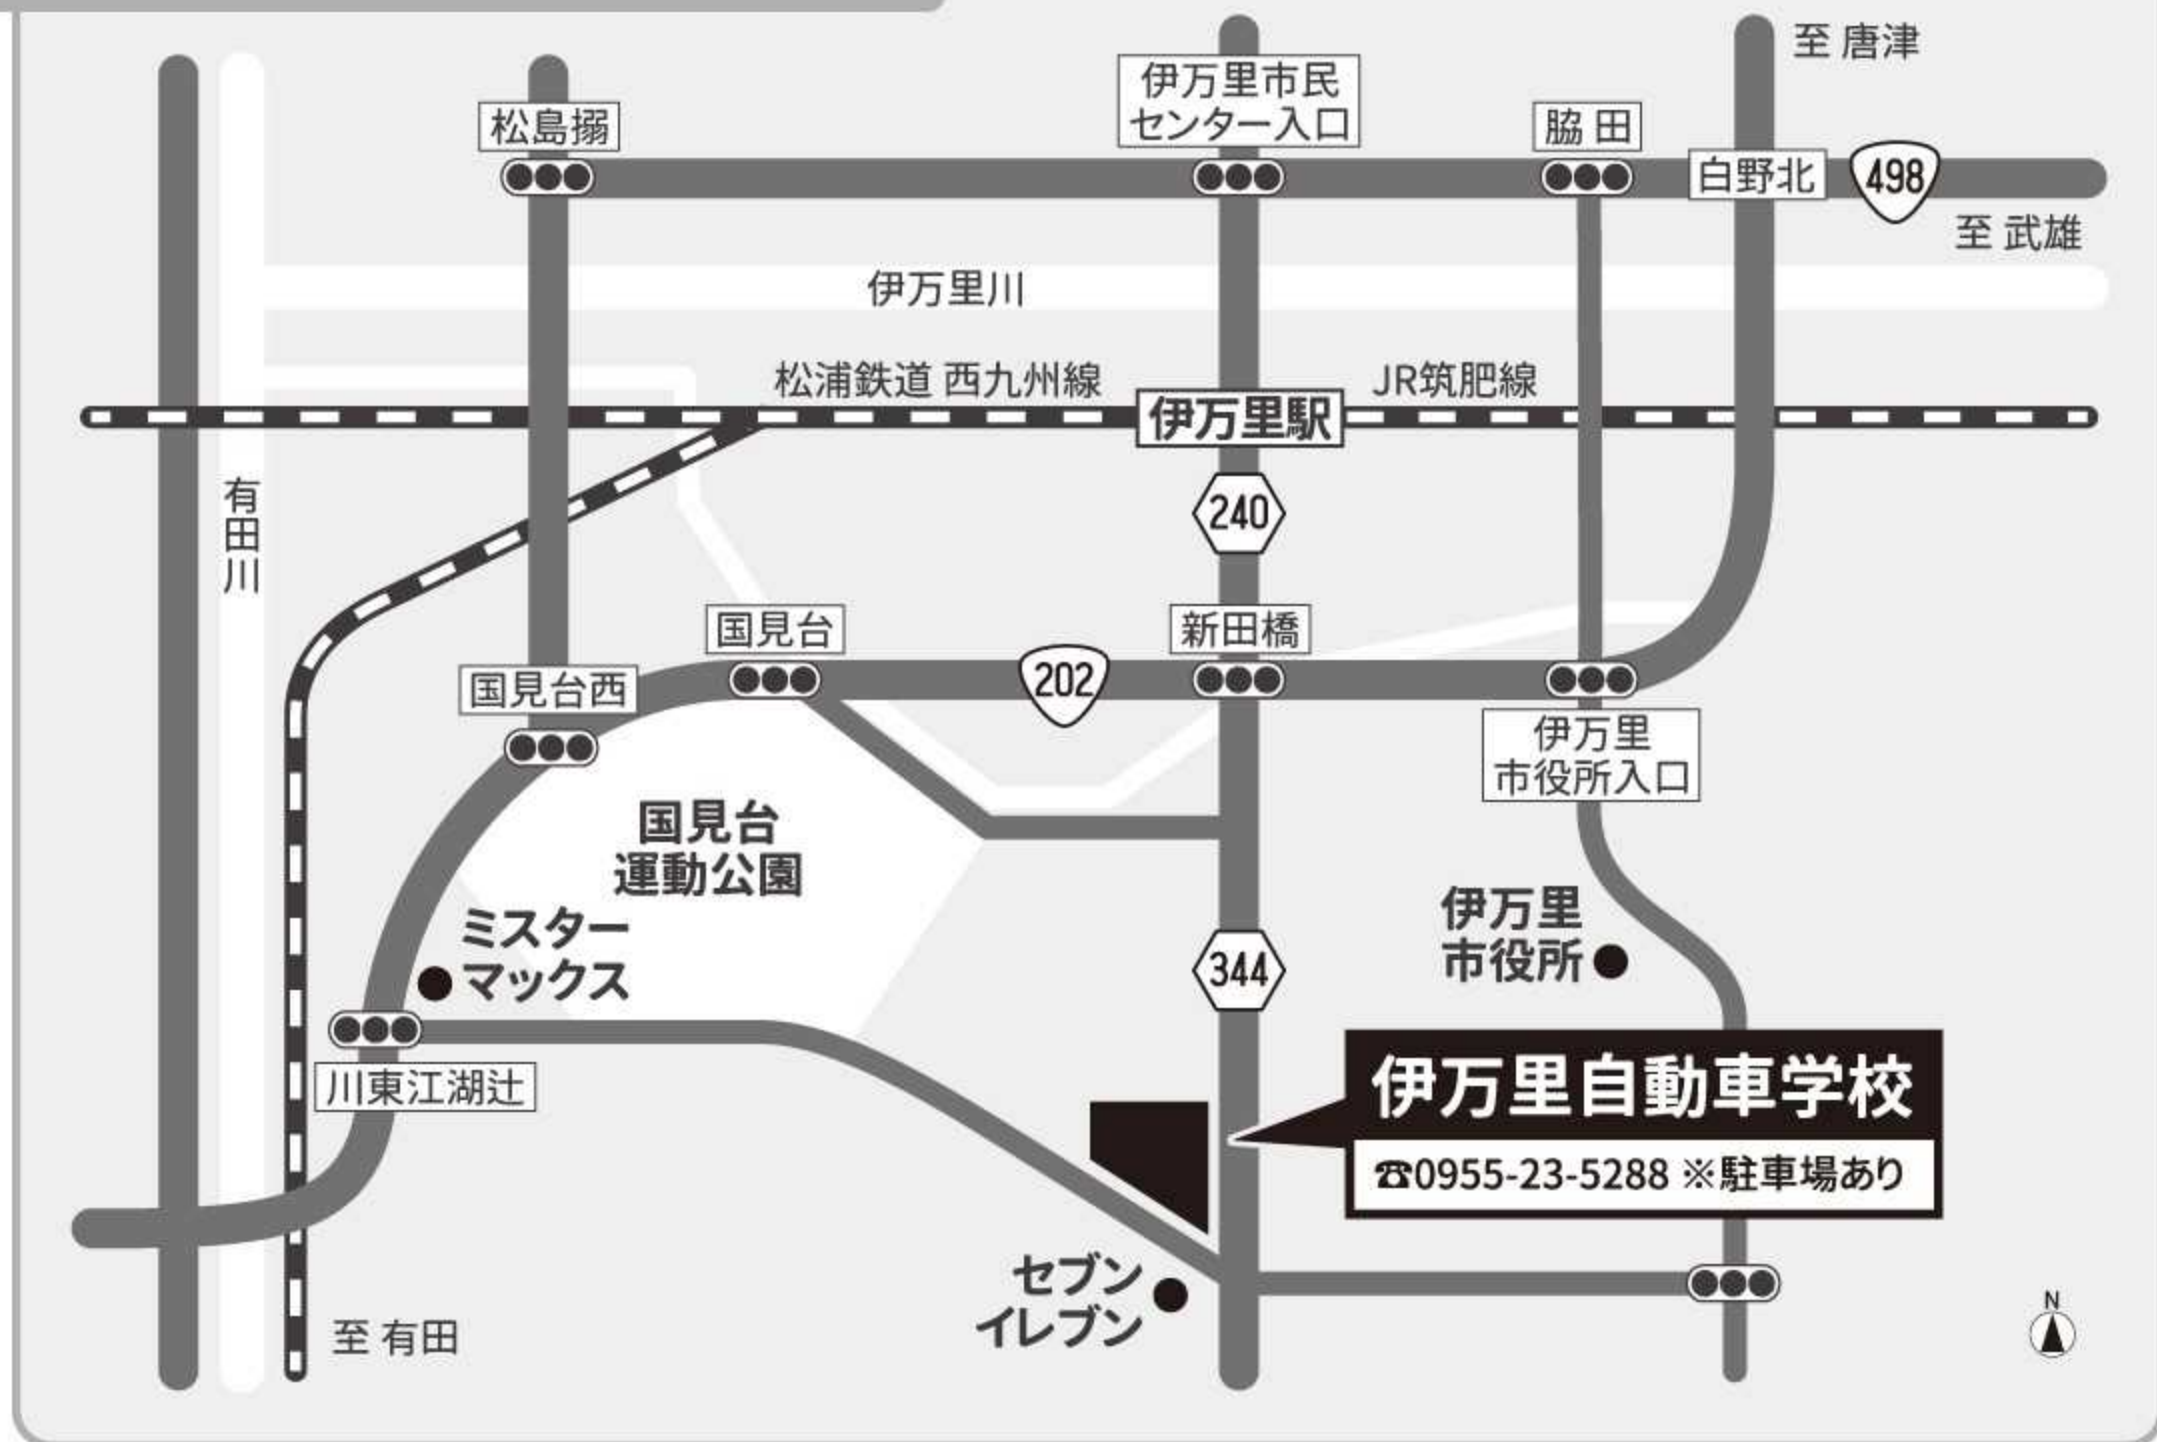 至 唐津
伊万里市民
センター入口
松島搦
脇田
白野北
498
至 武雄
伊万里川
松浦鉄道 西九州線
JR筑肥線
伊万里駅
240
有田川
国見台
新田橋
国見台西
202
伊万里
市役所入口
国見台
運動公園
伊万里
市役所
ミスター
マックス
344
川東江湖辻
伊万里自動車学校
☎0955-23-5288 ※駐車場あり
セブン
イレブン
至 有田
N